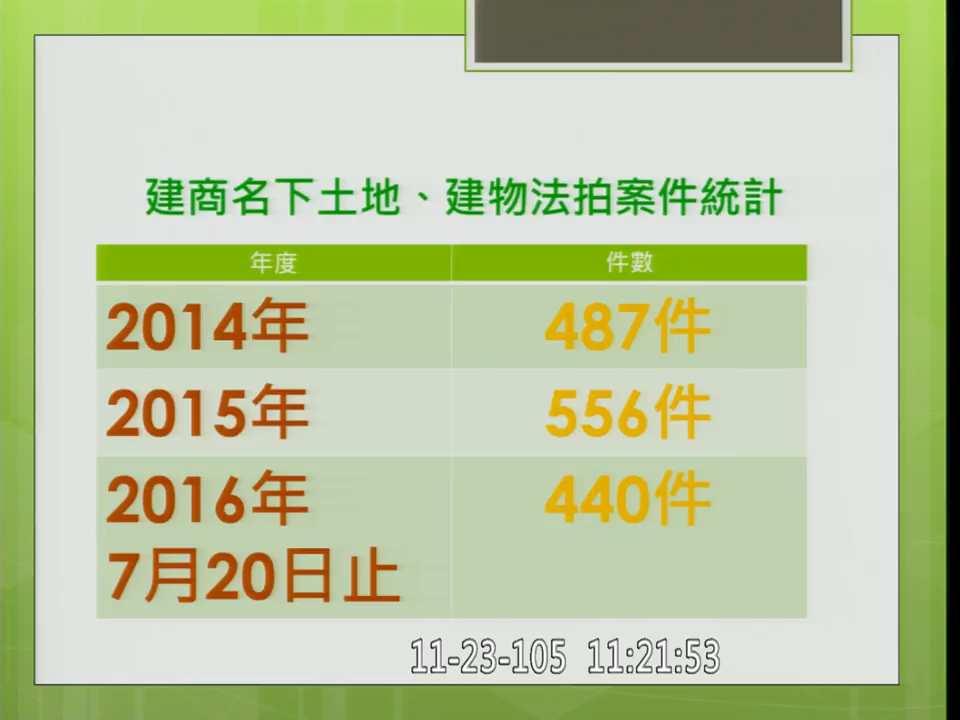 建商名下土地、建物法拍案件統計
年度 件數
2014年 487件
2015年 556件
2016年 440件
7月20日止
11-23-105 11:21:53